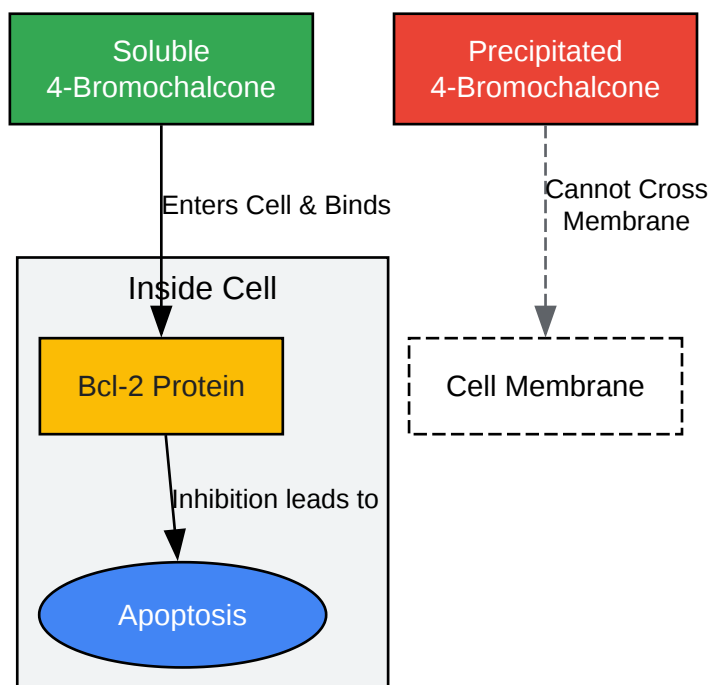 Soluble
4-Bromochalcone
Precipitated
4-Bromochalcone
Enters Cell & Binds
Cannot Cross
Membrane
Inside Cell
Bcl-2 Protein
Cell Membrane
Inhibition leads to
Apoptosis